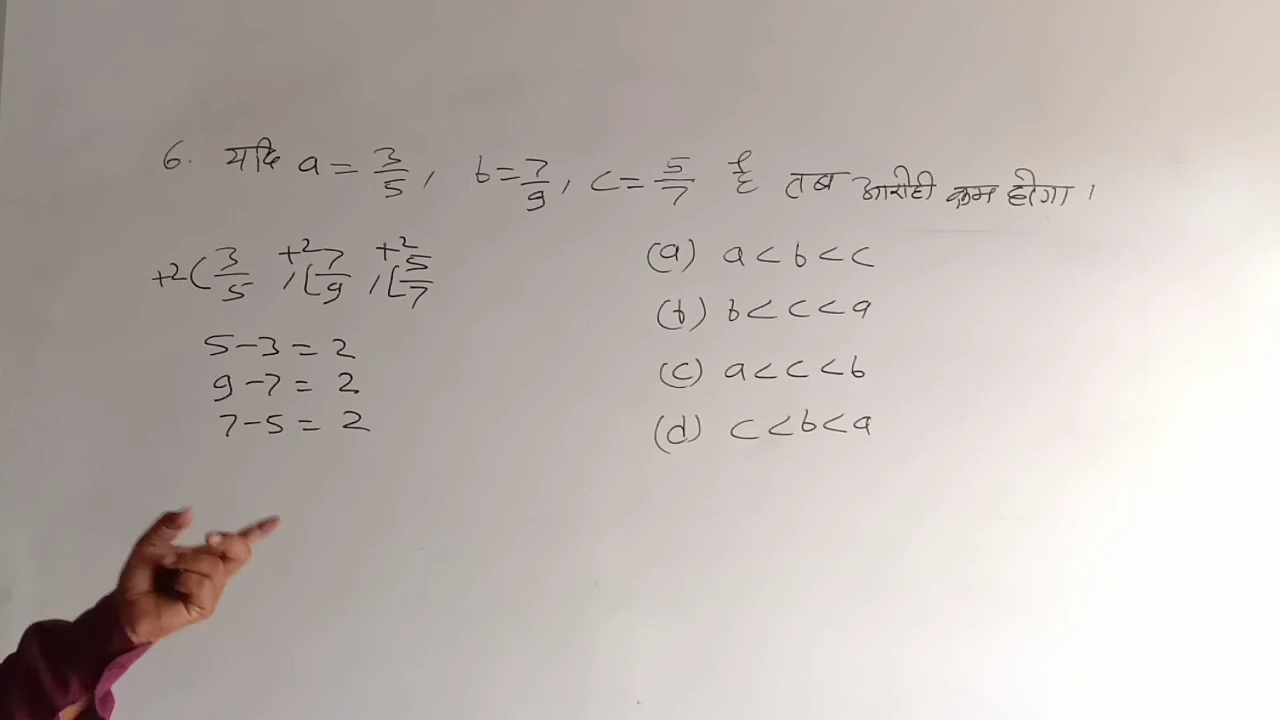 6. यदि a = 3/5, b = 7/9, c = 5/7 है तब आरोही क्रम होगा।
+2( 3/5 , +2[ 7/9 , +2[ 5/7
5 - 3 = 2
9 - 7 = 2
7 - 5 = 2
(a) a < b < c
(b) b < c < a
(c) a < c < b
(d) c < b < a